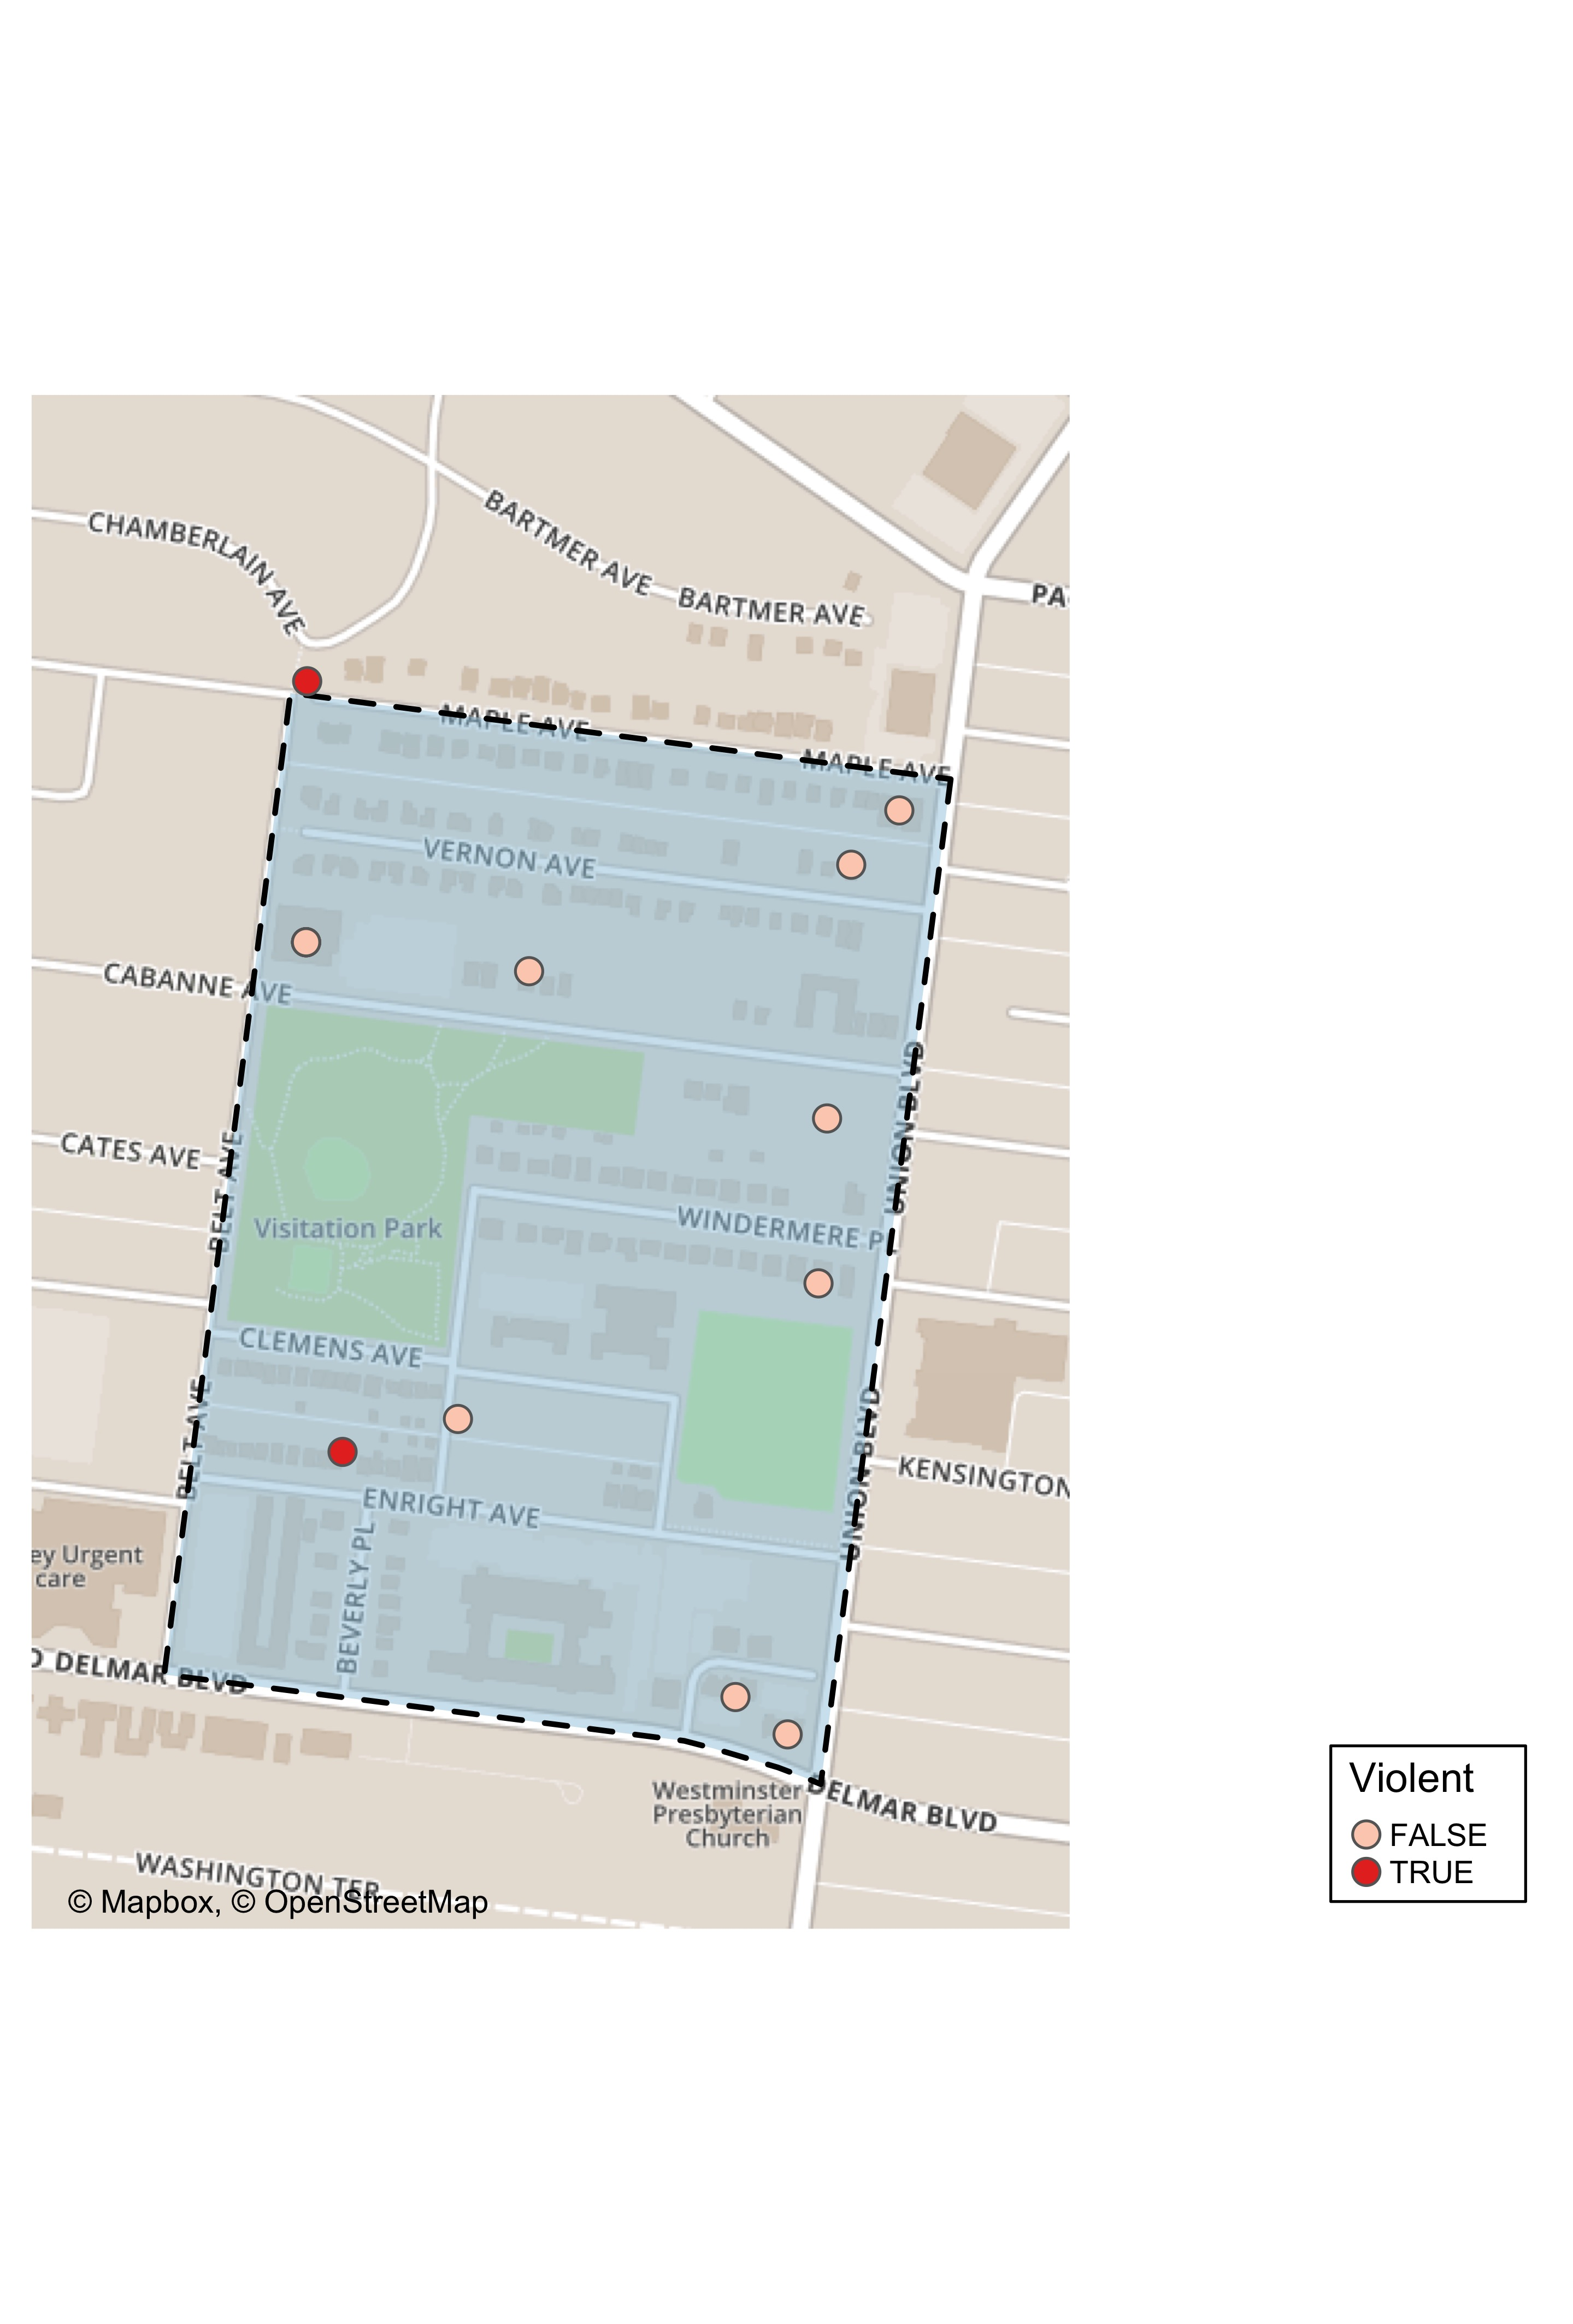 CHAMBERLAIN AVE
BARTMER AVE
BARTMER AVE
PA
MAPLE AVE
MAPLE AVE
VERNON AVE
CABANNE AVE
UNION BLVD
CATES AVE
BELT AVE
Visitation Park
WINDERMERE P
CLEMENS AVE
BELT AVE
UNION BLVD
KENSINGTON
ENRIGHT AVE
UNION BLVD
ey Urgent
care
BEVERLY PL
O DELMAR BLVD
Westminster
Presbyterian
Church
DELMAR BLVD
WASHINGTON TER
© Mapbox, © OpenStreetMap
Violent
FALSE
TRUE